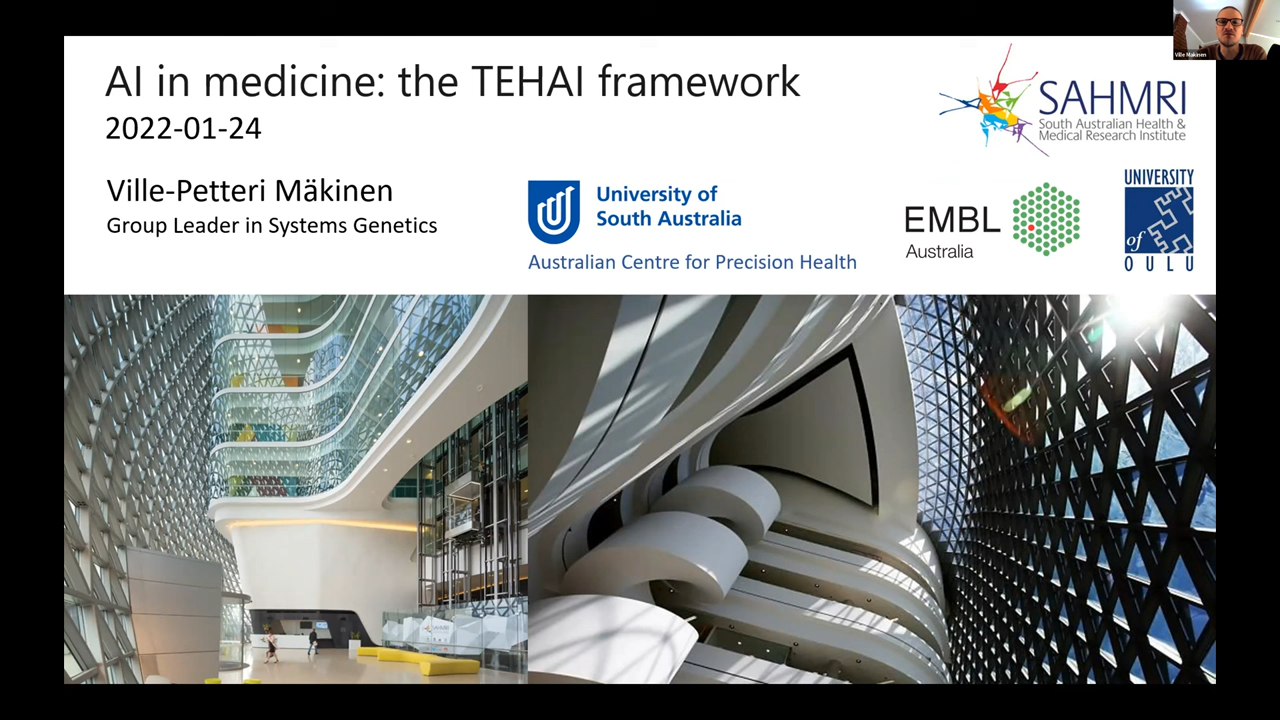 AI in medicine: the TEHAI framework
2022-01-24
Ville-Petteri Mäkinen
Group Leader in Systems Genetics
University of
South Australia
Australian Centre for Precision Health
SAHMRI
South Australian Health &
Medical Research Institute
EMBL
Australia
UNIVERSITY
of
OULU
Ville Mäkinen